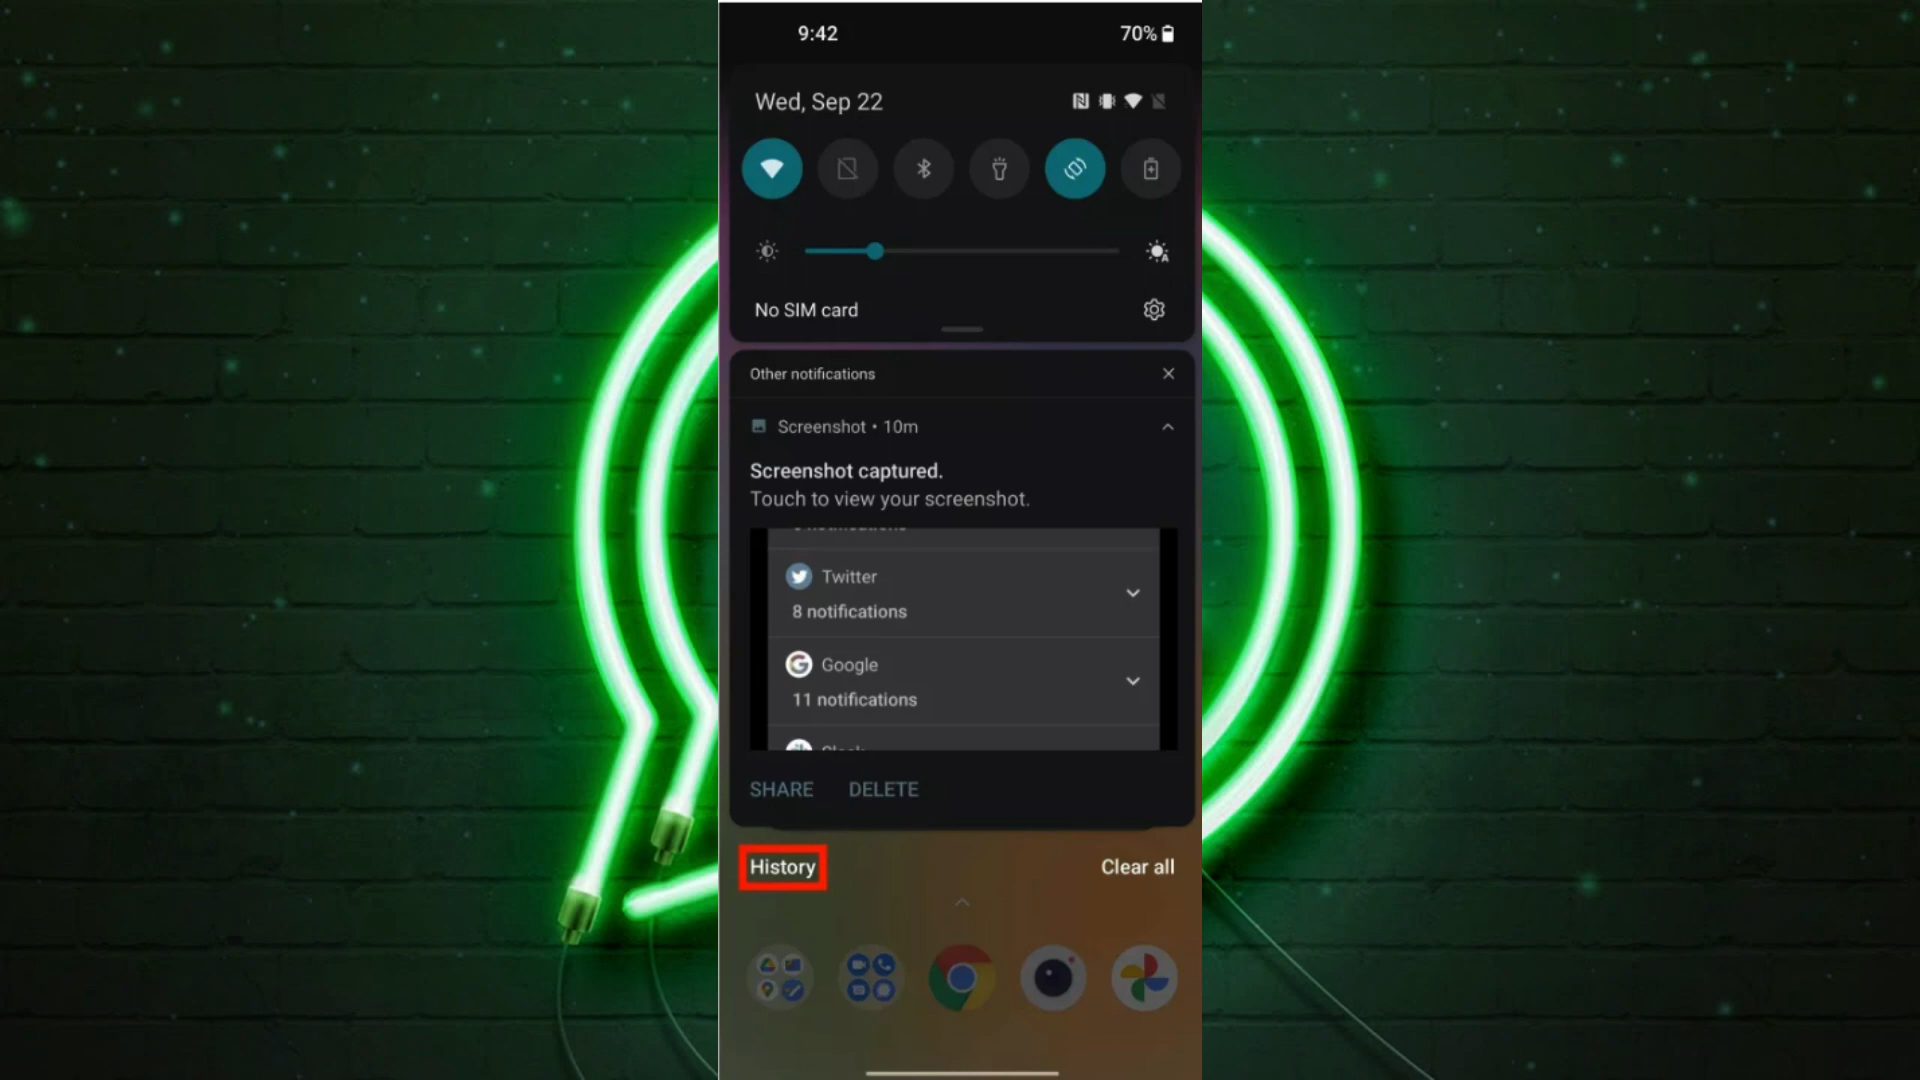 9:42
70%
Wed, Sep 22
No SIM card
Other notifications
Screenshot • 10m
Screenshot captured.
Touch to view your screenshot.
Twitter
8 notifications
Google
11 notifications
SHARE DELETE
History
Clear all